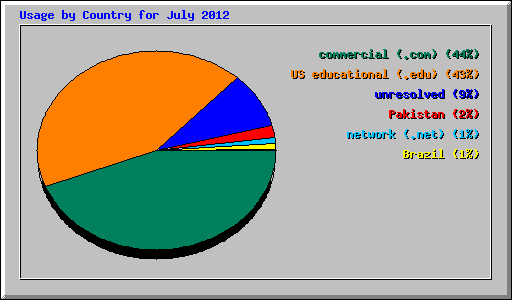 Usage by Country for July 2012
commercial (.com) (44%)
US educational (.edu) (43%)
unresolved (9%)
Pakistan (2%)
network (.net) (1%)
Brazil (1%)